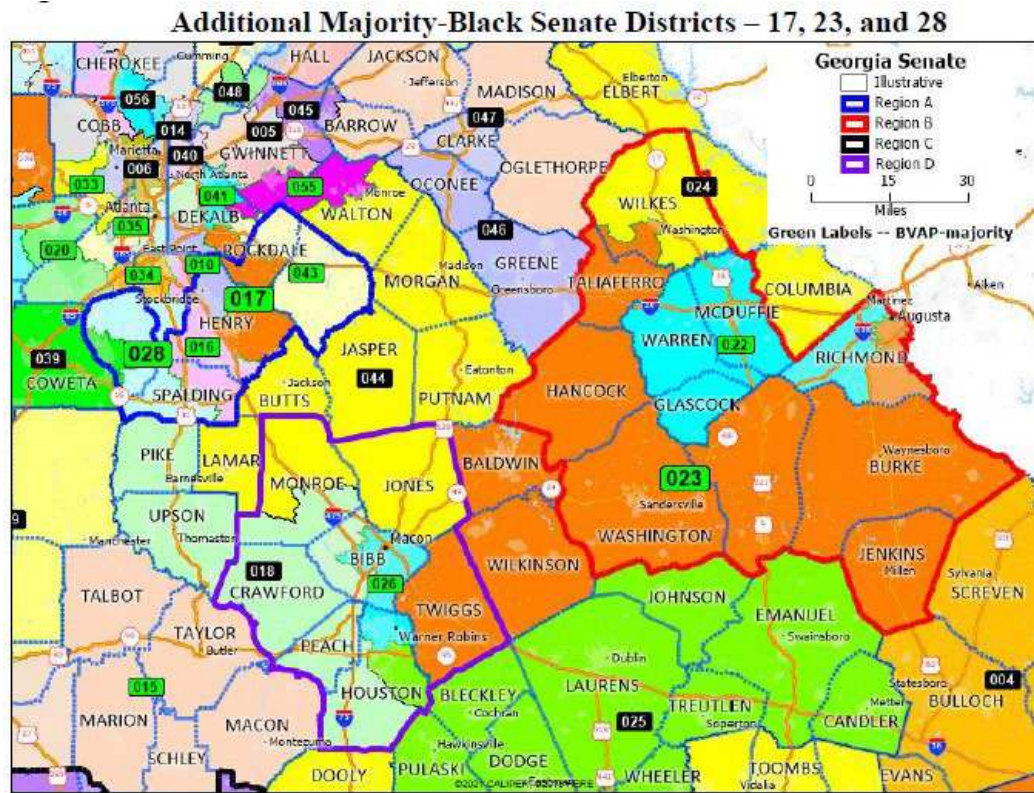 Additional Majority-Black Senate Districts – 17, 23, and 28
Georgia Senate
Illustrative
Region A
Region B
Region C
Region D
0 15 30
Miles
Green Labels -- BVAP-majority
CHEROKEE
Cumming
HALL
JACKSON
Jefferson
MADISON
Elberton
ELBERT
056
048
045
047
COBB
014
005
BARROW
CLARKE
Marietta
040
GWINNETT
OGLETHORPE
006
North Atlanta
OCONEE
024
033
041
055
Monroe
WILKES
Atlanta
DEKALB
WALTON
Washington
035
046
020
East Point
ROCKDALE
Madison
GREENE
034
010
043
MORGAN
Greensboro
TALIAFERRO
COLUMBIA
Aiken
Stockbridge
017
MCDUFFIE
Martinez
Augusta
HENRY
WARREN
022
RICHMOND
028
016
JASPER
039
044
Eatonton
HANCOCK
COWETA
SPALDING
Jackson
BUTTS
PUTNAM
GLASCOCK
PIKE
LAMAR
BALDWIN
Waynesboro
Barnesville
MONROE
JONES
023
BURKE
Sandersville
UPSON
Manchester
Thomaston
Macon
WASHINGTON
BIBB
JENKINS
018
WILKINSON
Millen
Sylvania
CRAWFORD
026
SCREVEN
TALBOT
TWIGGS
JOHNSON
EMANUEL
TAYLOR
PEACH
Warner Robins
Swainsboro
Butler
Dublin
015
HOUSTON
BLECKLEY
LAURENS
Statesboro
004
MARION
Cochran
TREUTLEN
Metter
BULLOCH
MACON
025
Soperton
CANDLER
Montezuma
Hawkinsville
SCHLEY
DODGE
DOOLY
PULASKI
WHEELER
TOOMBS
EVANS
Vidalia